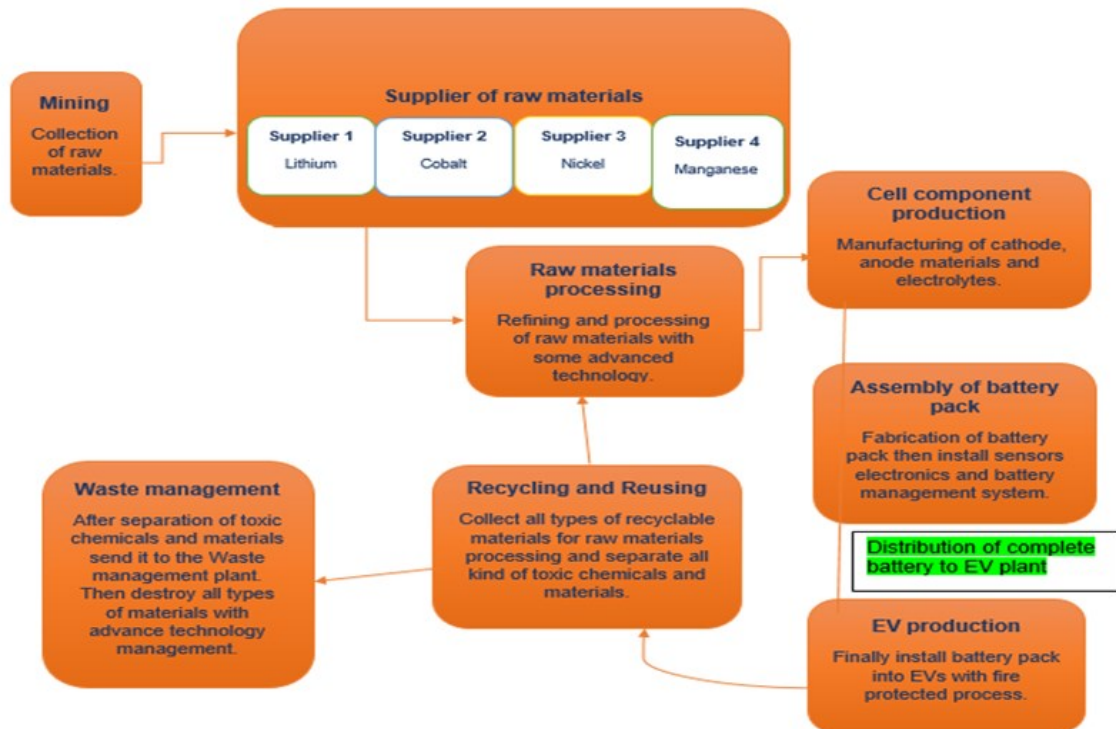 Mining
Collection
of raw
materials.
Supplier of raw materials
Supplier 1
Lithium
Supplier 2
Cobalt
Supplier 3
Nickel
Supplier 4
Manganese
Raw materials
processing
Refining and processing
of raw materials with
some advanced
technology.
Cell component
production
Manufacturing of cathode,
anode materials and
electrolytes.
Assembly of battery
pack
Fabrication of battery
pack then install sensors
electronics and battery
management system.
Distribution of complete
battery to EV plant
EV production
Finally install battery pack
into EVs with fire
protected process.
Recycling and Reusing
Collect all types of recyclable
materials for raw materials
processing and separate all
kind of toxic chemicals and
materials.
Waste management
After separation of toxic
chemicals and materials
send it to the Waste
management plant.
Then destroy all types
of materials with
advance technology
management.